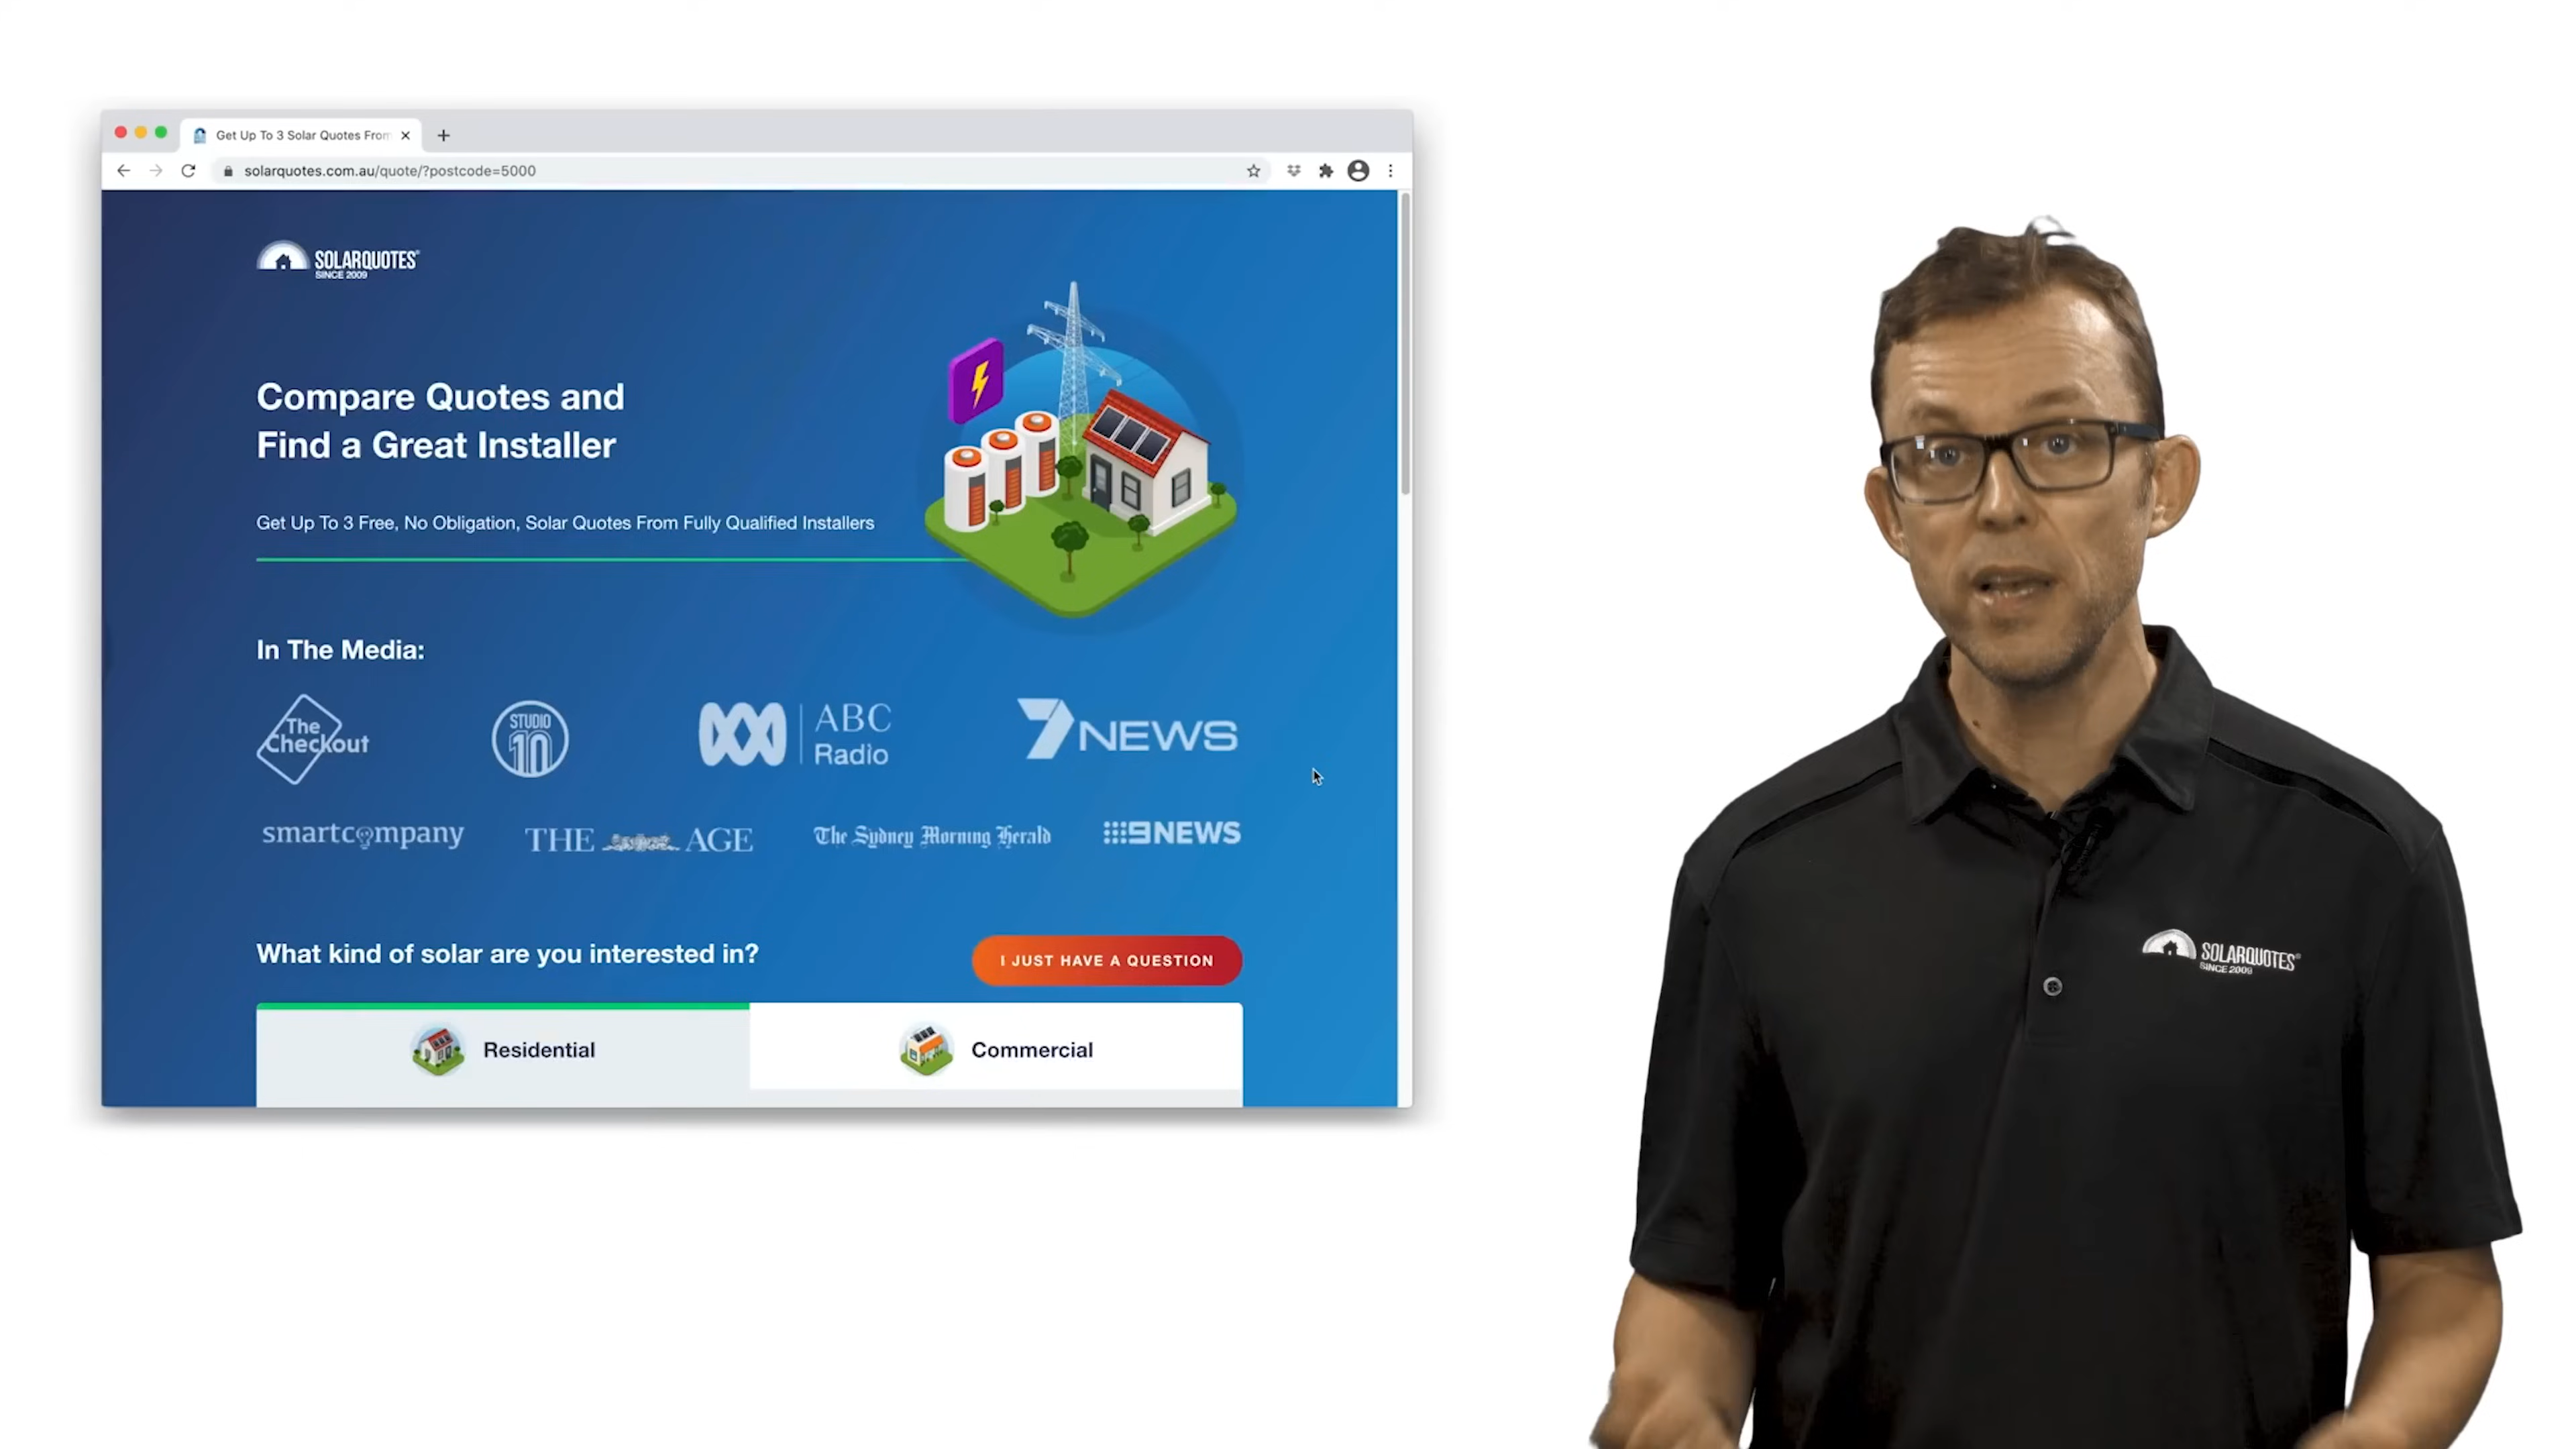 Get Up To 3 Solar Quotes From
solarquotes.com.au/quote/?postcode=5000
SOLARQUOTES®
SINCE 2009
Compare Quotes and
Find a Great Installer
Get Up To 3 Free, No Obligation, Solar Quotes From Fully Qualified Installers
In The Media:
The
Checkout
STUDIO
10
ABC
Radio
7NEWS
smartcompany
THE AGE
The Sydney Morning Herald
9NEWS
What kind of solar are you interested in?
I JUST HAVE A QUESTION
Residential
Commercial
SOLARQUOTES®
SINCE 2009